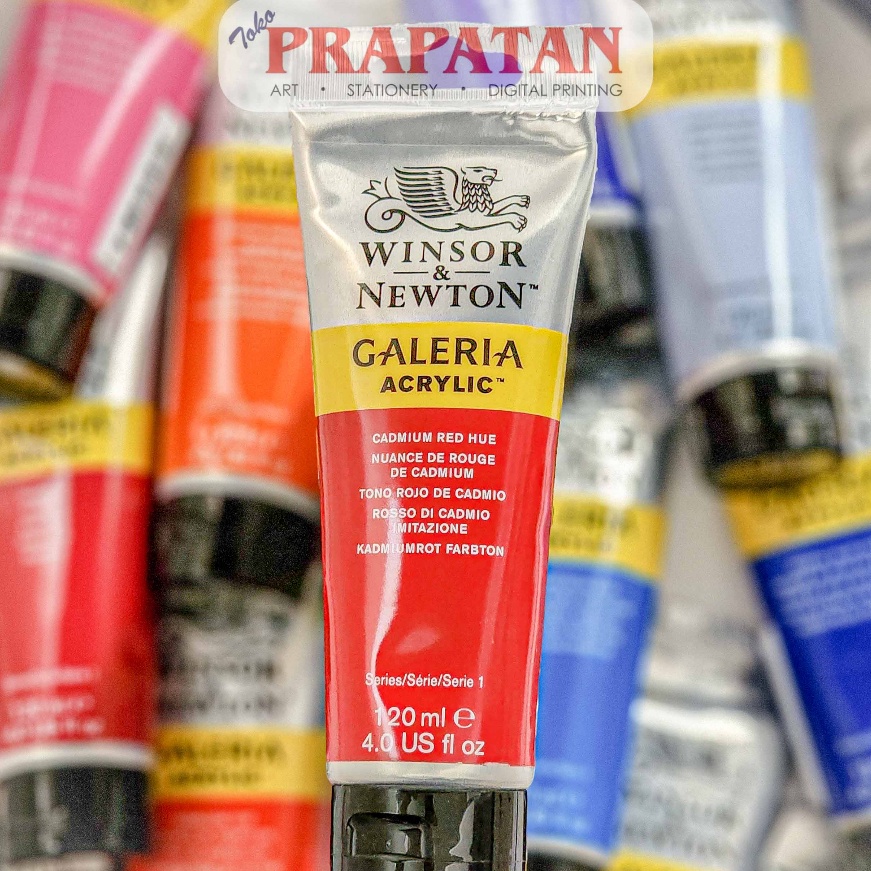 Toko
PRAPATAN
ART • STATIONERY • DIGITAL PRINTING
WINSOR
&
NEWTON™
GALERIA
ACRYLIC™
CADMIUM RED HUE
NUANCE DE ROUGE
DE CADMIUM
TONO ROJO DE CADMIO
ROSSO DI CADMIO
IMITAZIONE
KADMIUMROT FARBTON
Series/Série/Serie 1
120 ml ℮
4.0 US fl oz